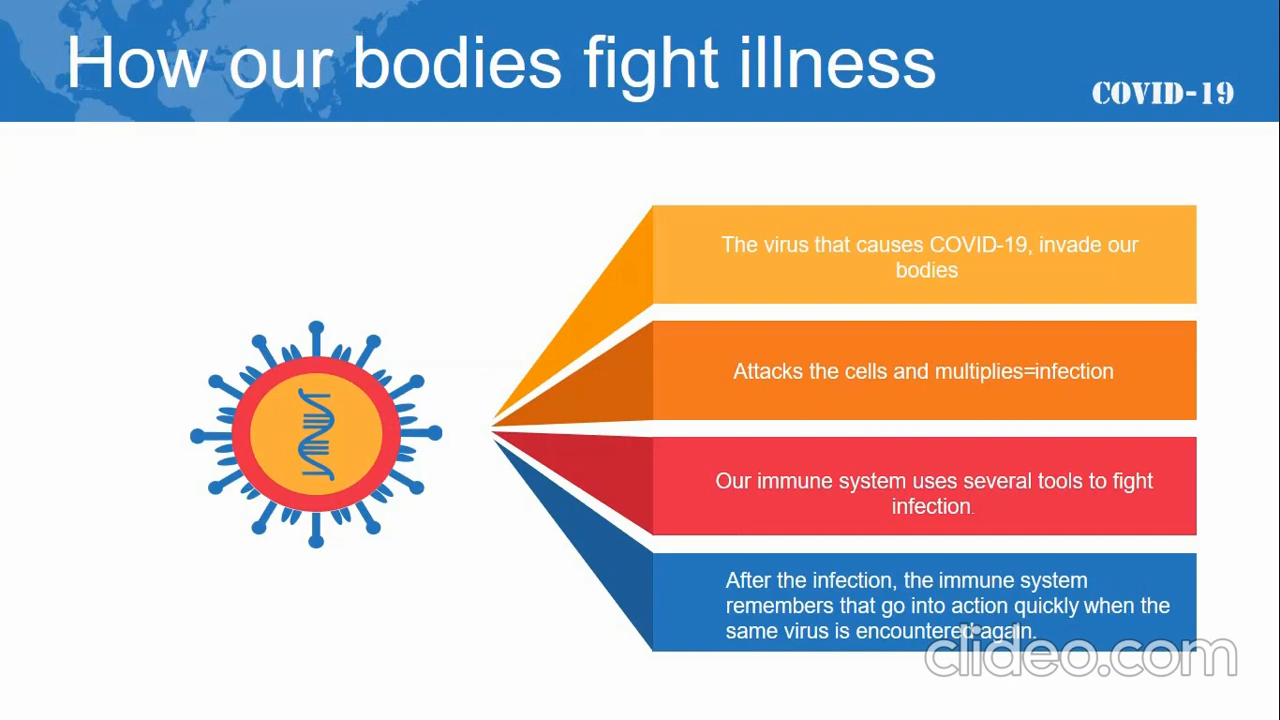 How our bodies fight illness
COVID-19
The virus that causes COVID-19, invade our
bodies
Attacks the cells and multiplies=infection
Our immune system uses several tools to fight
infection.
After the infection, the immune system
remembers that go into action quickly when the
same virus is encountered again.
clideo.com